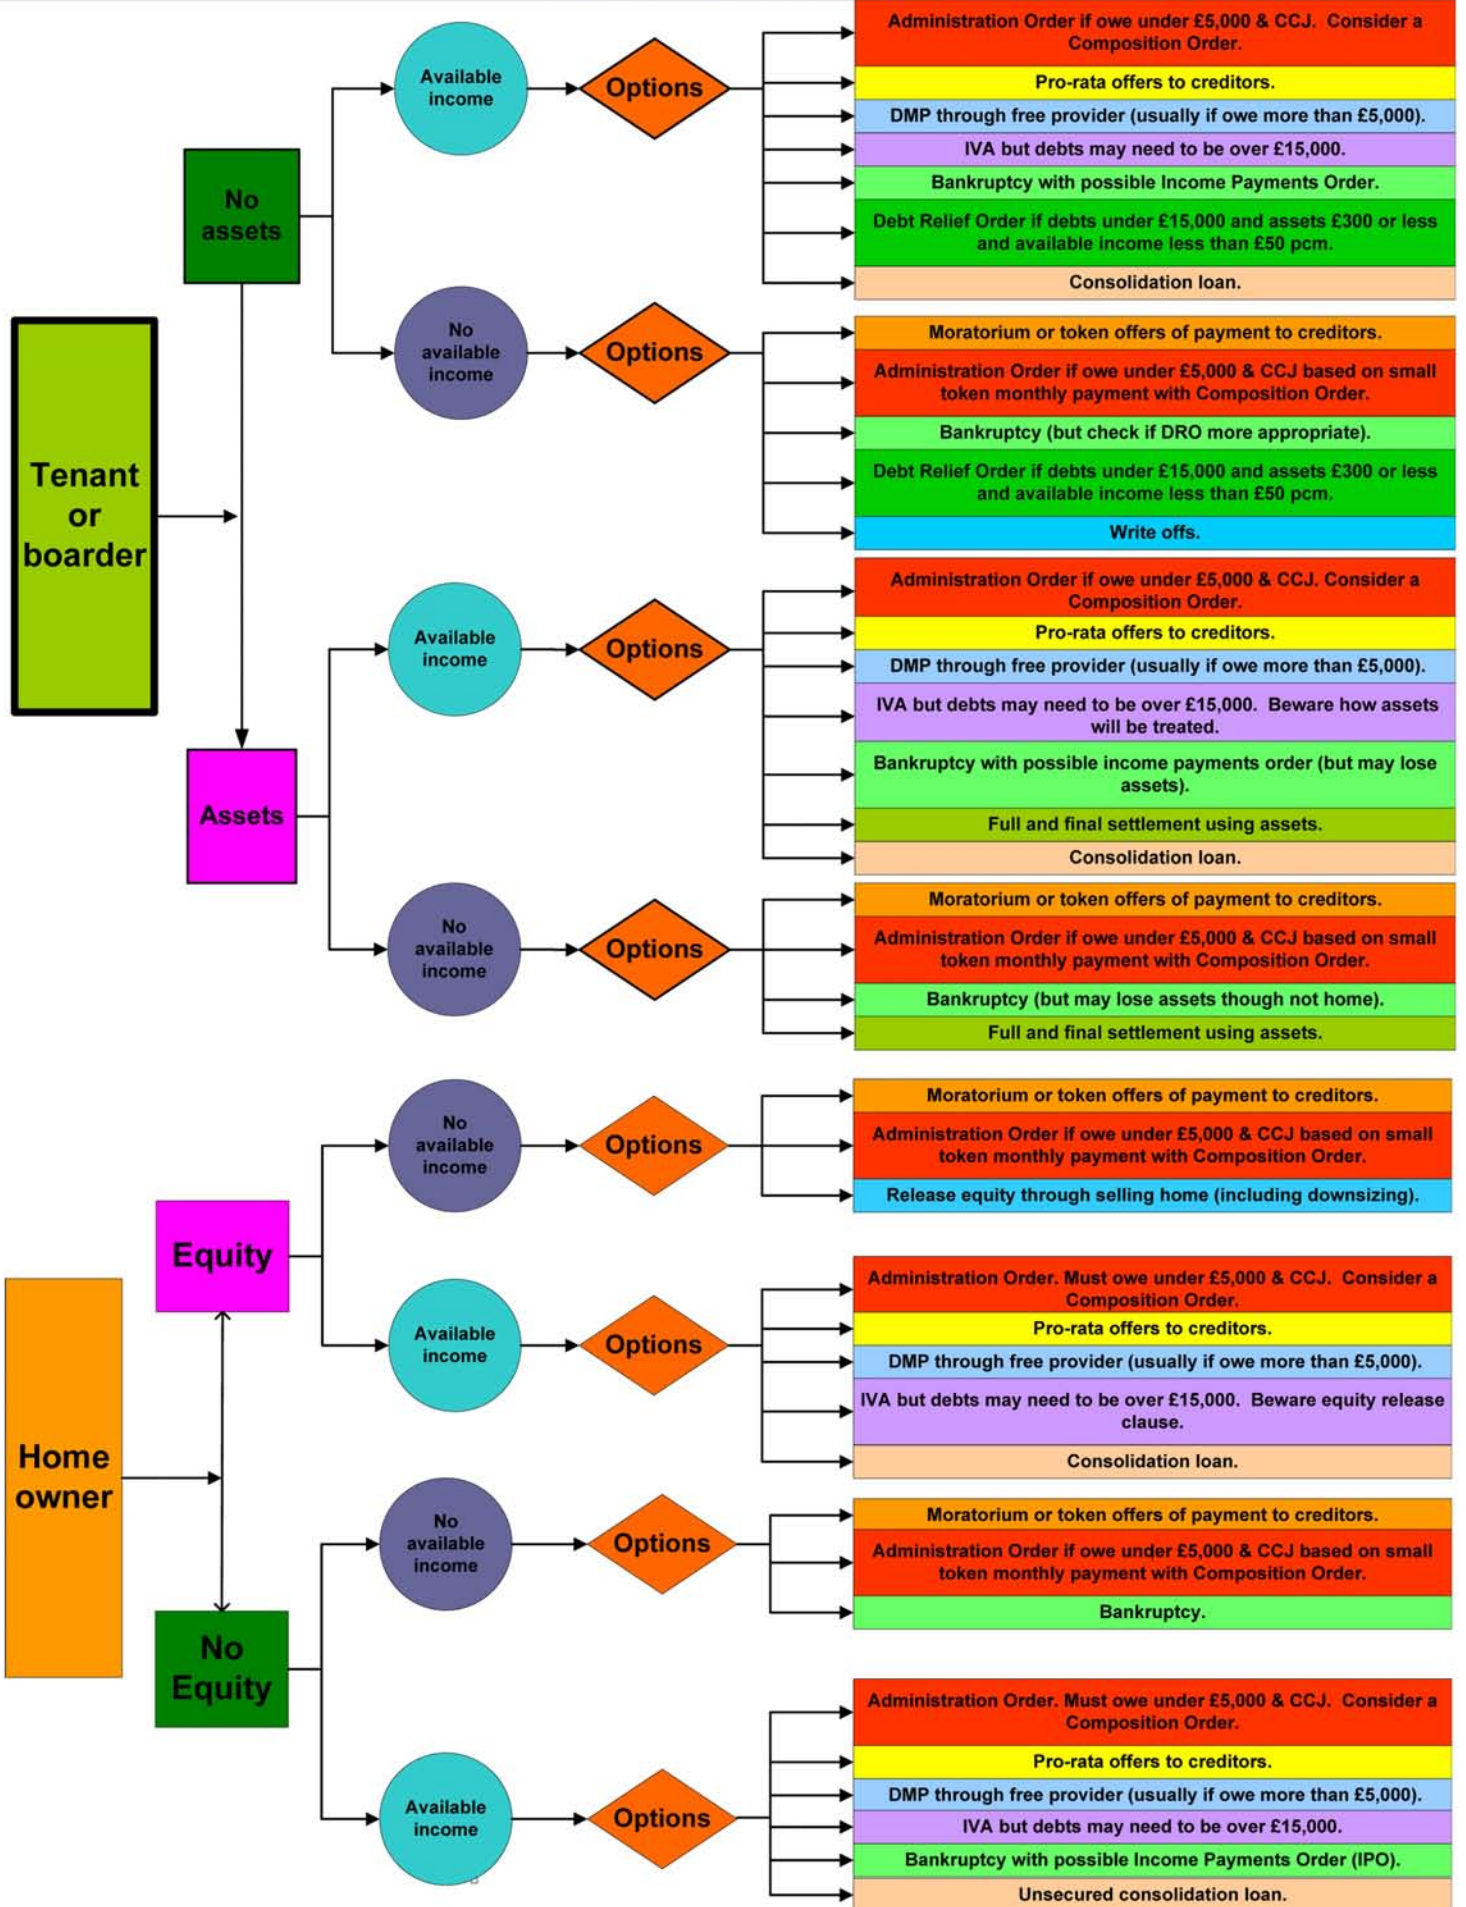 Tenant
or
boarder
No
assets
Available
income
Options
Administration Order if owe under £5,000 & CCJ. Consider a
Composition Order.
Pro-rata offers to creditors.
DMP through free provider (usually if owe more than £5,000).
IVA but debts may need to be over £15,000.
Bankruptcy with possible Income Payments Order.
Debt Relief Order if debts under £15,000 and assets £300 or less
and available income less than £50 pcm.
Consolidation loan.
No
available
income
Options
Moratorium or token offers of payment to creditors.
Administration Order if owe under £5,000 & CCJ based on small
token monthly payment with Composition Order.
Bankruptcy (but check if DRO more appropriate).
Debt Relief Order if debts under £15,000 and assets £300 or less
and available income less than £50 pcm.
Write offs.
Assets
Available
income
Options
Administration Order if owe under £5,000 & CCJ. Consider a
Composition Order.
Pro-rata offers to creditors.
DMP through free provider (usually if owe more than £5,000).
IVA but debts may need to be over £15,000. Beware how assets
will be treated.
Bankruptcy with possible income payments order (but may lose
assets).
Full and final settlement using assets.
Consolidation loan.
No
available
income
Options
Moratorium or token offers of payment to creditors.
Administration Order if owe under £5,000 & CCJ based on small
token monthly payment with Composition Order.
Bankruptcy (but may lose assets though not home).
Full and final settlement using assets.
Home
owner
Equity
No
available
income
Options
Moratorium or token offers of payment to creditors.
Administration Order if owe under £5,000 & CCJ based on small
token monthly payment with Composition Order.
Release equity through selling home (including downsizing).
Available
income
Options
Administration Order. Must owe under £5,000 & CCJ. Consider a
Composition Order.
Pro-rata offers to creditors.
DMP through free provider (usually if owe more than £5,000).
IVA but debts may need to be over £15,000. Beware equity release
clause.
Consolidation loan.
No
Equity
No
available
income
Options
Moratorium or token offers of payment to creditors.
Administration Order if owe under £5,000 & CCJ based on small
token monthly payment with Composition Order.
Bankruptcy.
Available
income
Options
Administration Order. Must owe under £5,000 & CCJ. Consider a
Composition Order.
Pro-rata offers to creditors.
DMP through free provider (usually if owe more than £5,000).
IVA but debts may need to be over £15,000.
Bankruptcy with possible Income Payments Order (IPO).
Unsecured consolidation loan.